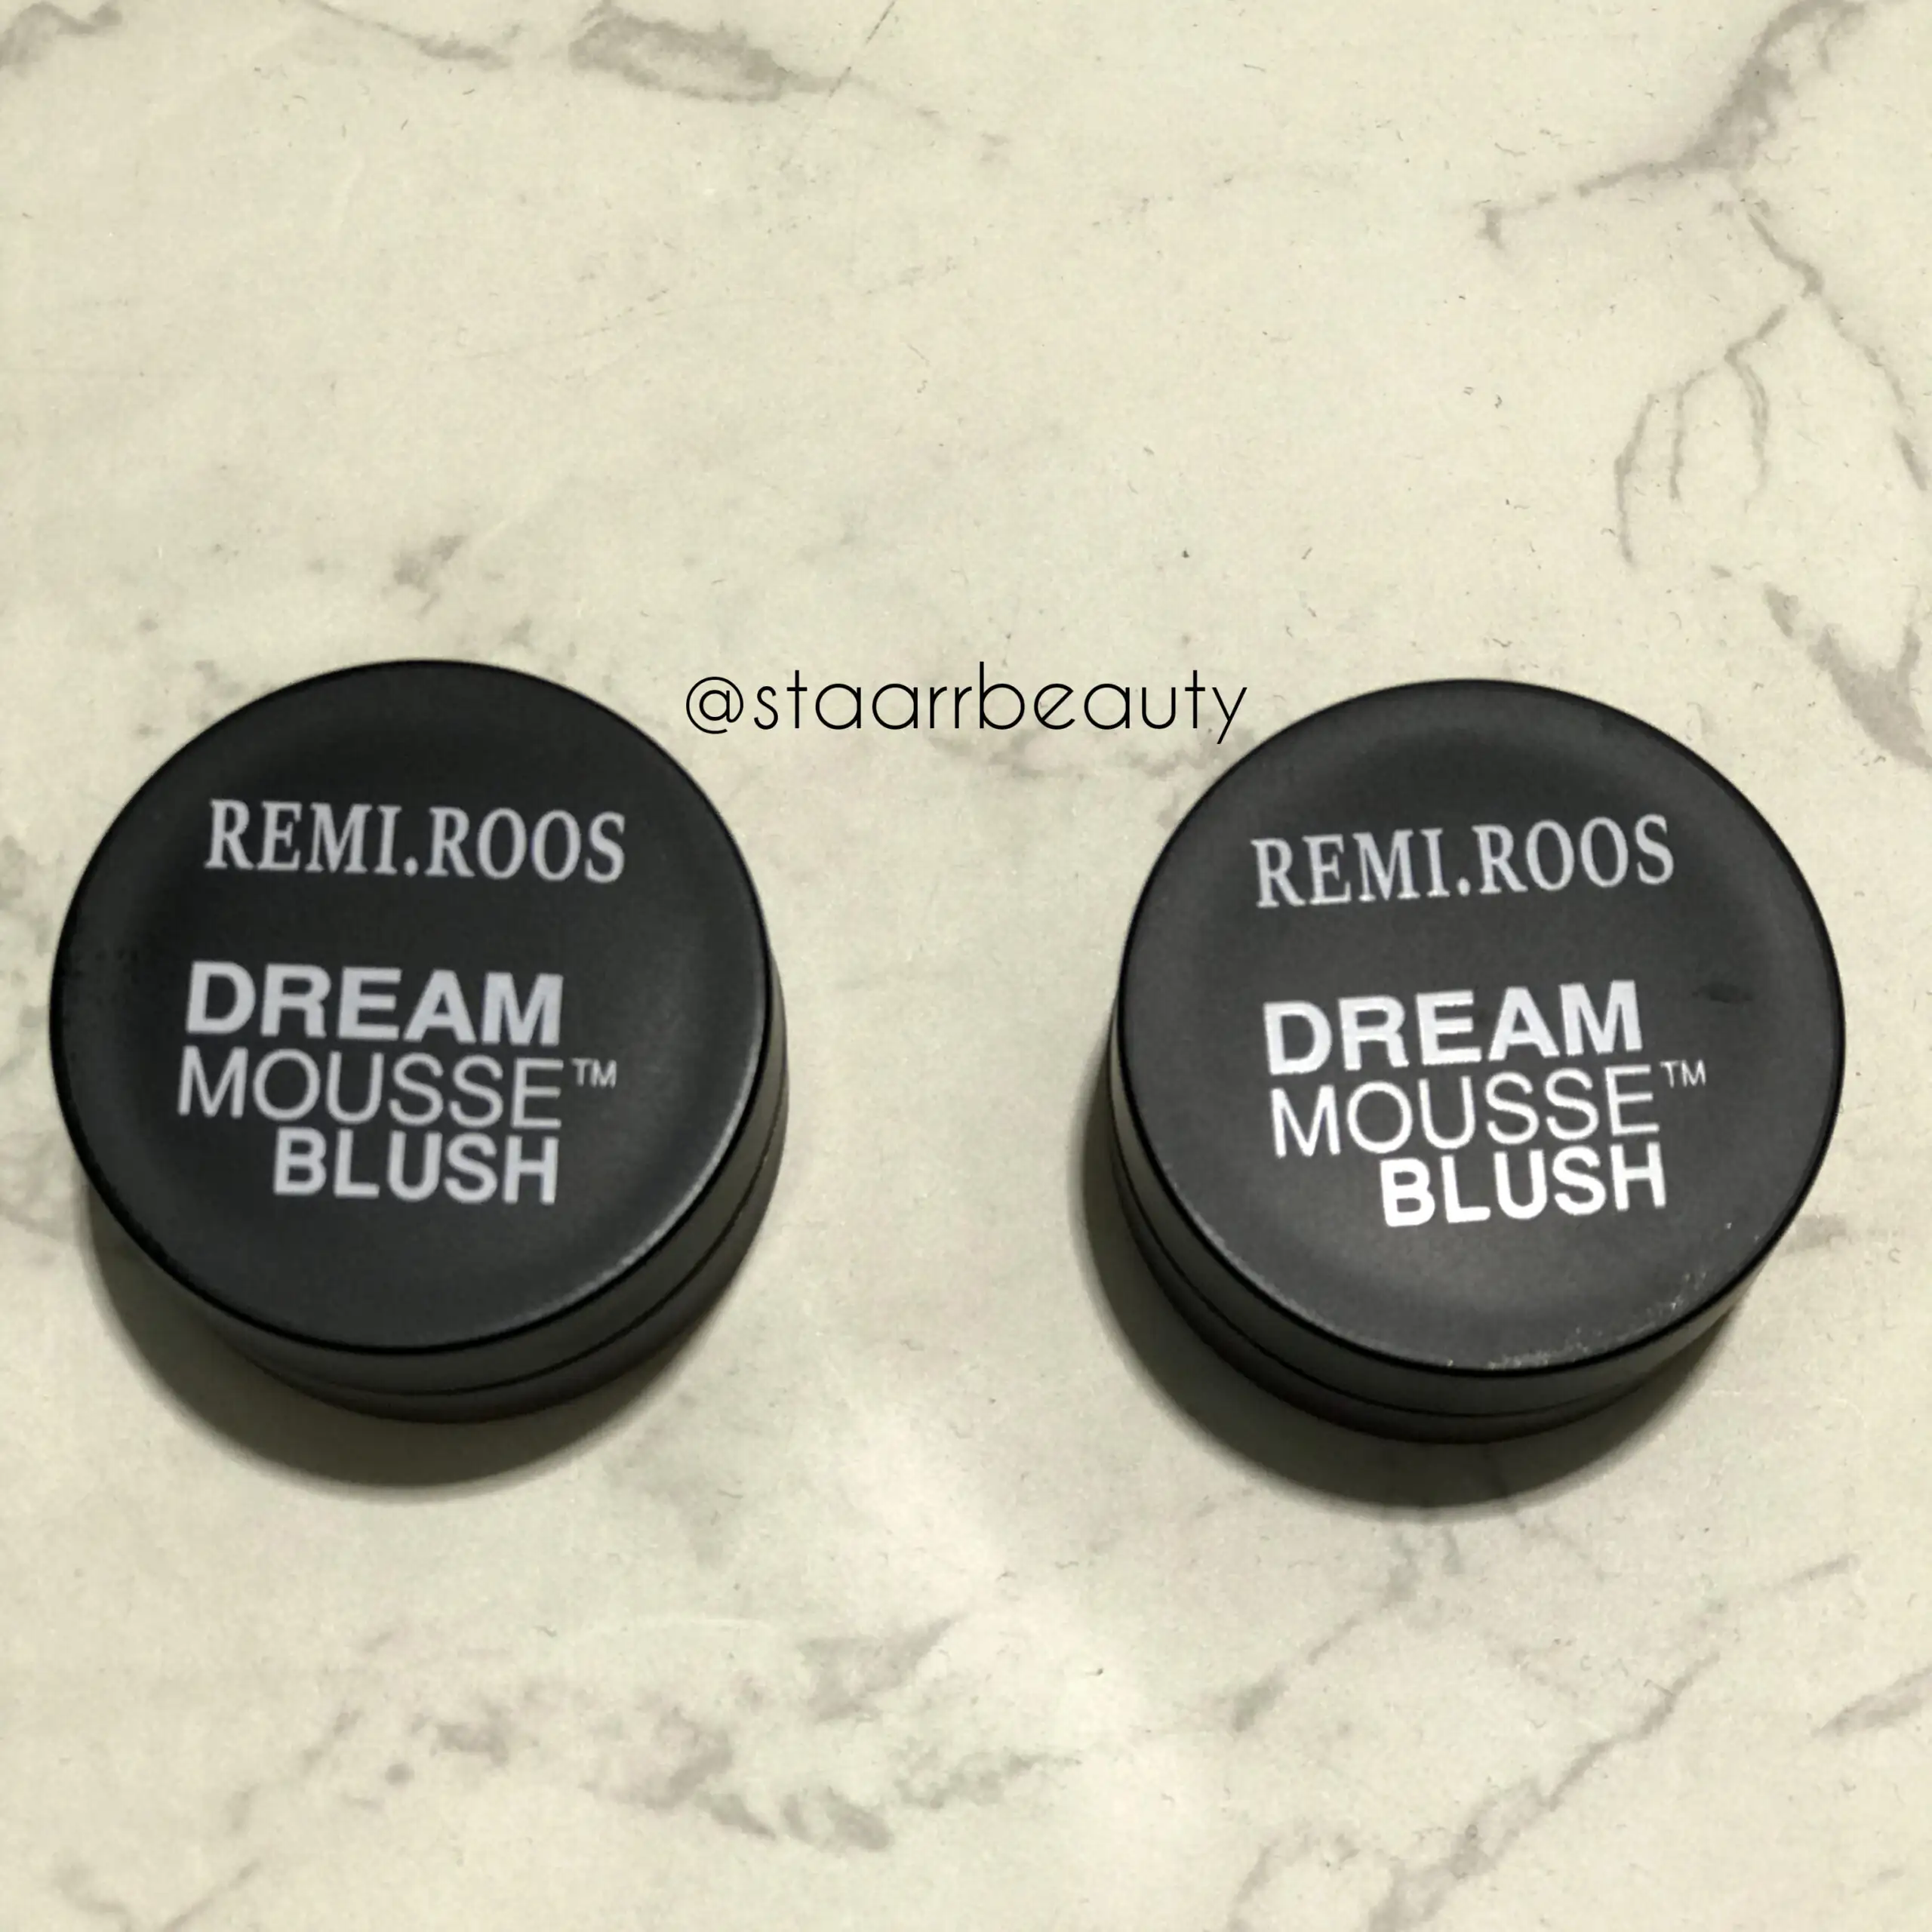 @staarrbeauty
REMI.ROOS
DREAM
MOUSSE™
BLUSH
REMI.ROOS
DREAM
MOUSSE™
BLUSH